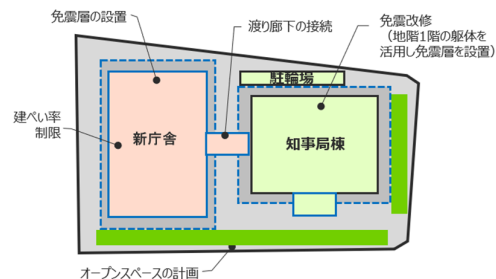 免震層の設置
渡り廊下の接続
免震改修
（地階1階の躯体を
活用し免震層を設置）
駐輪場
建ぺい率
制限
新庁舎
知事局棟
オープンスペースの計画